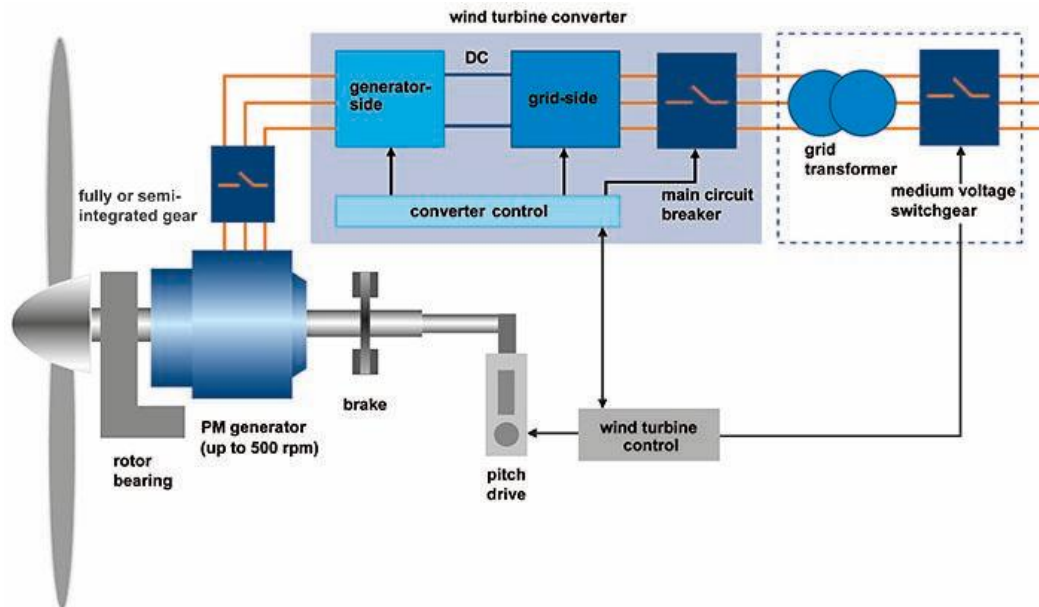 wind turbine converter
DC
generator-
side
grid-side
grid
transformer
fully or semi-
integrated gear
converter control
main circuit
breaker
medium voltage
switchgear
brake
PM generator
(up to 500 rpm)
rotor
bearing
wind turbine
control
pitch
drive